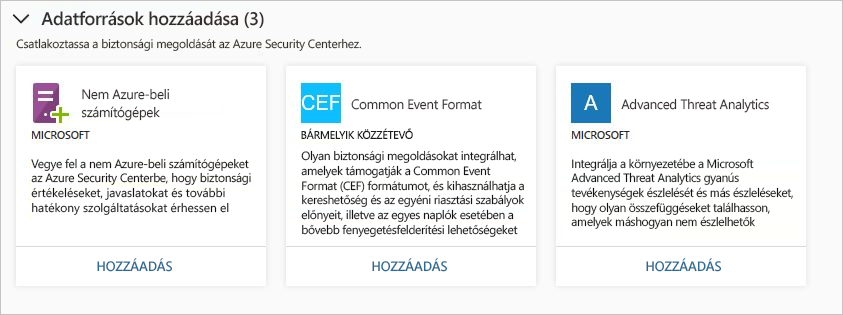 Adatforrások hozzáadása (3)
Csatlakoztassa a biztonsági megoldását az Azure Security Centerhez.
Nem Azure-beli
számítógépek
MICROSOFT
Vegye fel a nem Azure-beli számítógépeket
az Azure Security Centerbe, hogy biztonsági
értékeléseket, javaslatokat és további
hatékony szolgáltatásokat érhessen el
HOZZÁADÁS
CEF
Common Event Format
BÁRMELYIK KÖZZÉTEVŐ
Olyan biztonsági megoldásokat integrálhat,
amelyek támogatják a Common Event
Format (CEF) formátumot, és kihasználhatja a
kereshetőség és az egyéni riasztási szabályok
előnyeit, illetve az egyes naplók esetében a
bővebb fenyegetésfelderítési lehetőségeket
HOZZÁADÁS
A
Advanced Threat Analytics
MICROSOFT
Integrálja a környezetébe a Microsoft
Advanced Threat Analytics gyanús
tevékenységek észlelését és más észleléseket,
hogy olyan összefüggéseket találhasson,
amelyek máshogyan nem észlelhetők
HOZZÁADÁS